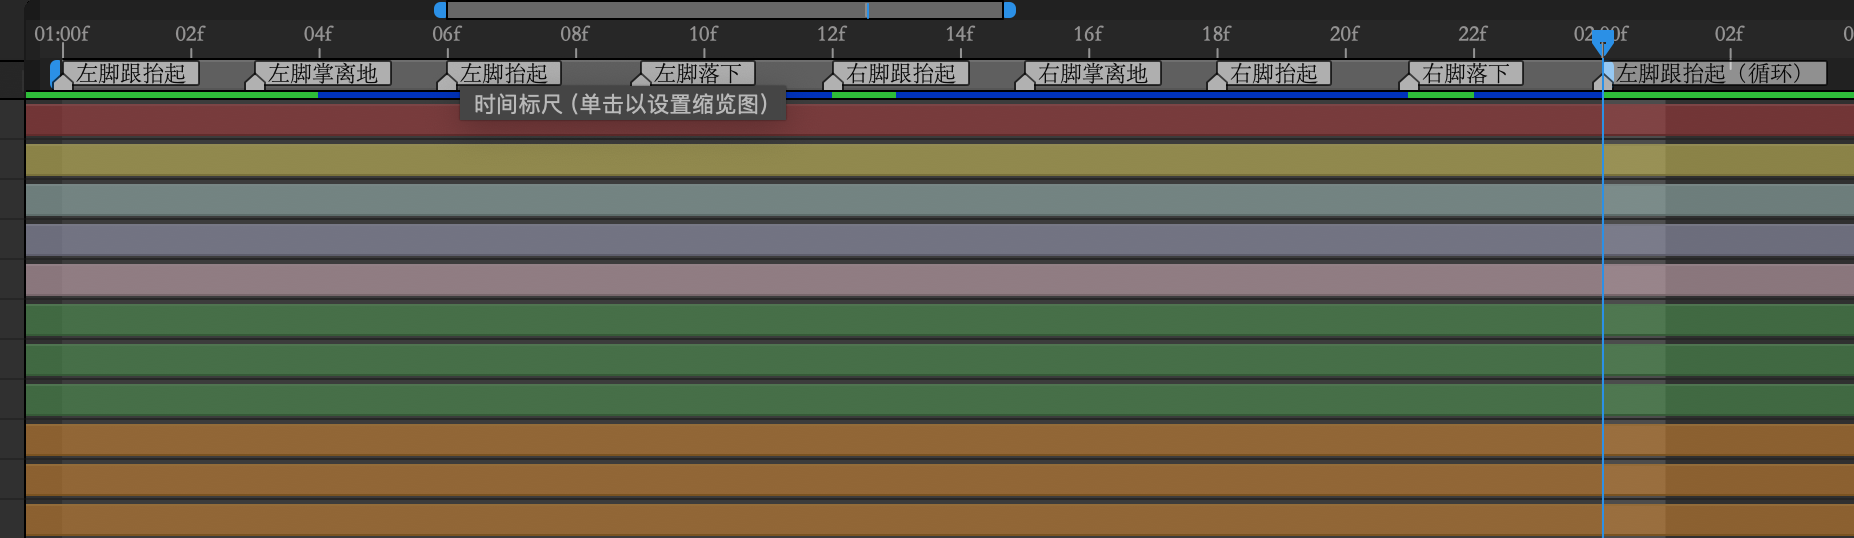 01:00f 02f 04f 06f 08f 10f 12f 14f 16f 18f 20f 22f 02:00f 02f 0
左脚跟抬起 左脚掌离地 左脚抬起 左脚落下 右脚跟抬起 右脚掌离地 右脚抬起 右脚落下 左脚跟抬起（循环）
时间标尺（单击以设置缩览图）